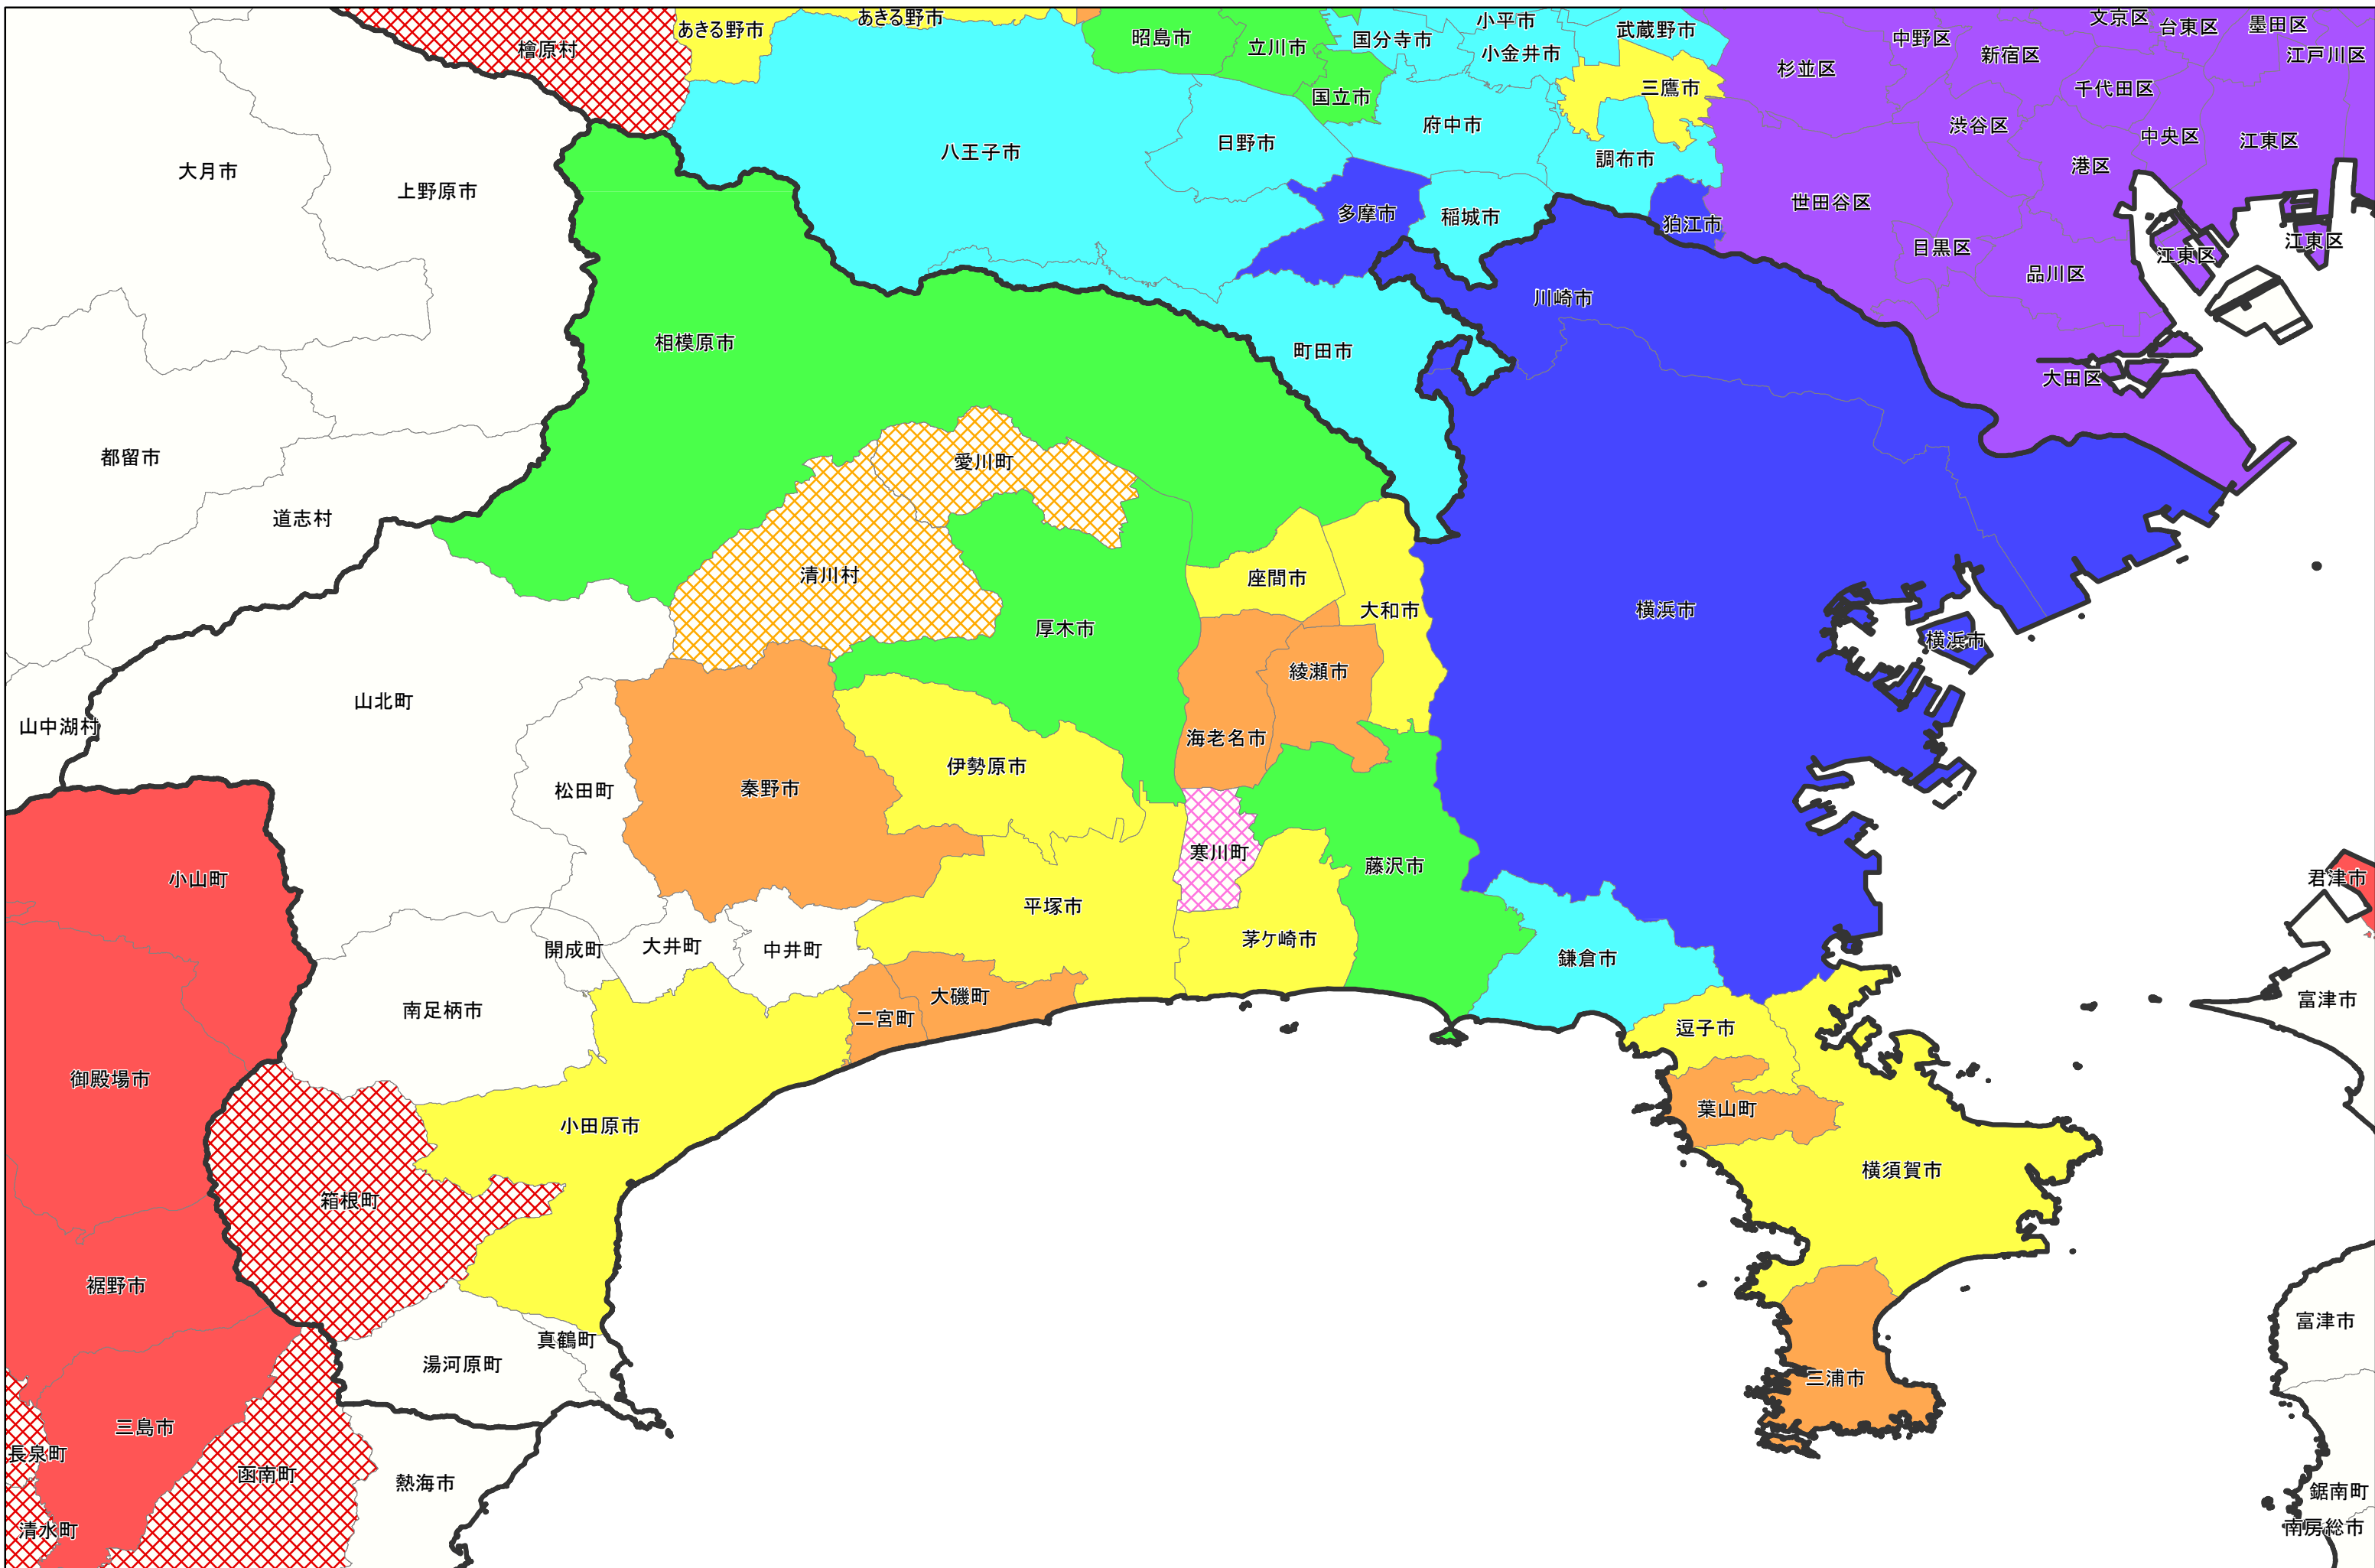 檜原村
あきる野市
あきる野市
昭島市
立川市
国分寺市
小平市
小金井市
武蔵野市
文京区
台東区
墨田区
江戸川区
中野区
新宿区
杉並区
千代田区
国立市
三鷹市
渋谷区
中央区
江東区
港区
大月市
上野原市
八王子市
日野市
府中市
調布市
多摩市
稲城市
狛江市
世田谷区
目黒区
品川区
江東区
江東区
川崎市
相模原市
町田市
大田区
都留市
道志村
愛川町
清川村
座間市
大和市
横浜市
横浜市
厚木市
綾瀬市
山中湖村
山北町
海老名市
松田町
秦野市
伊勢原市
小山町
寒川町
藤沢市
君津市
平塚市
茅ケ崎市
開成町
大井町
中井町
鎌倉市
南足柄市
二宮町
大磯町
富津市
逗子市
御殿場市
小田原市
葉山町
箱根町
横須賀市
裾野市
真鶴町
湯河原町
富津市
三浦市
三島市
長泉町
函南町
熱海市
清水町
鋸南町
南房総市